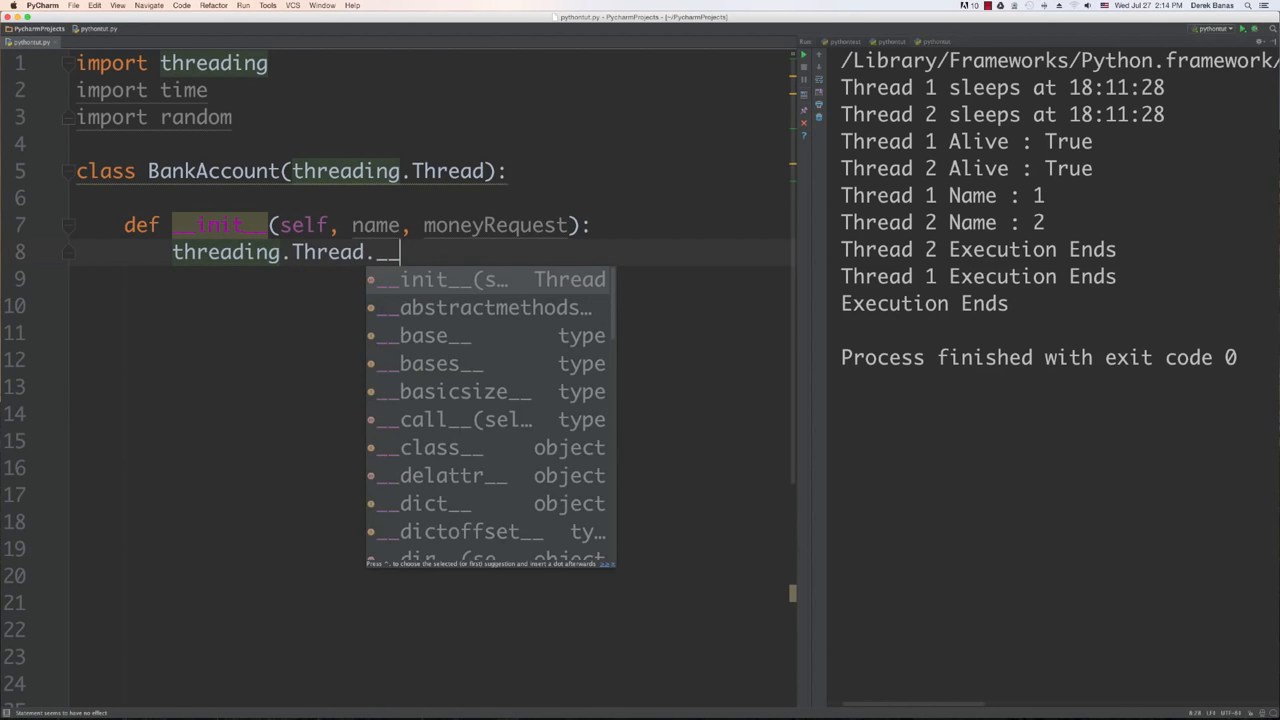 PyCharm File Edit View Navigate Code Refactor Run Tools VCS Window Help
10 Wed Jul 27 2:14 PM Derek Banas
pythontut.py - PycharmProjects - [~/PycharmProjects]
PycharmProjects pythontut.py
pythontut
pythontut.py
Run: pythontest pythontut pythontut
1 import threading
2 import time
3 import random
4
5 class BankAccount(threading.Thread):
6
7 def __init__(self, name, moneyRequest):
8 threading.Thread.__
9
10
11
12
13
14
15
16
17
18
19
20
21
22
23
24
__init__(s… Thread
__abstractmethods…
__base__ type
__bases__ type
__basicsize__ type
__call__(sel… type
__class__ object
__delattr__ object
__dict__ object
__dictoffset__ ty…
__dir__(se… object
Press ^. to choose the selected (or first) suggestion and insert a dot afterwards >>
/Library/Frameworks/Python.framework/
Thread 1 sleeps at 18:11:28
Thread 2 sleeps at 18:11:28
Thread 1 Alive : True
Thread 2 Alive : True
Thread 1 Name : 1
Thread 2 Name : 2
Thread 2 Execution Ends
Thread 1 Execution Ends
Execution Ends
Process finished with exit code 0
Statement seems to have no effect
8:28 LF÷ UTF-8÷